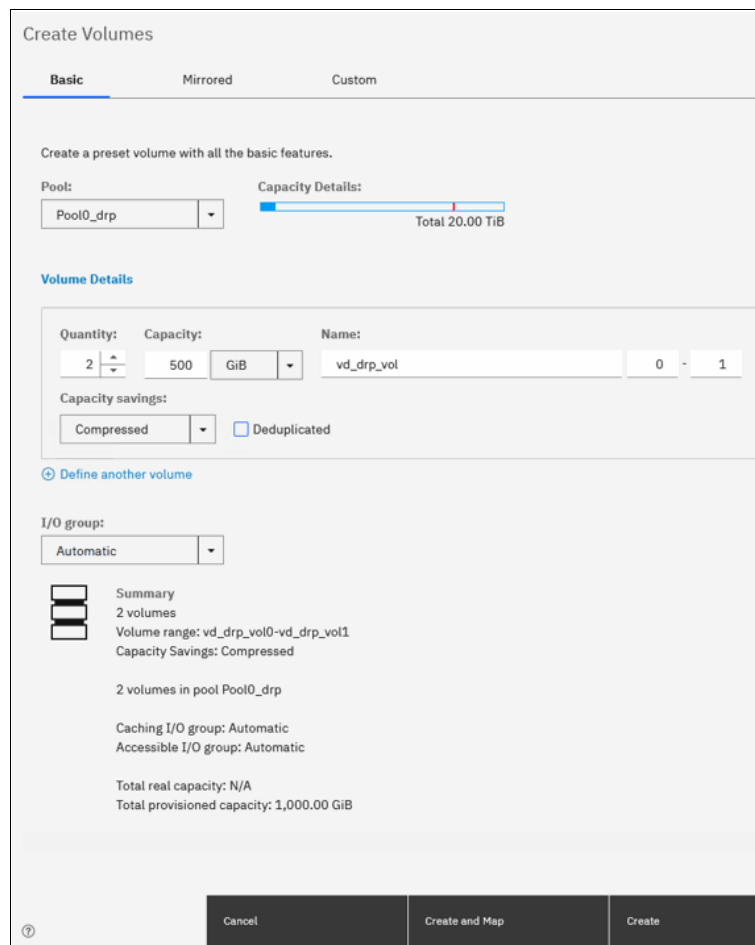 Create Volumes
Basic Mirrored Custom
Create a preset volume with all the basic features.
Pool: Capacity Details:
Pool0_drp
Total 20.00 TiB
Volume Details
Quantity: Capacity: Name:
2 500 GiB vd_drp_vol 0 - 1
Capacity savings:
Compressed Deduplicated
Define another volume
I/O group:
Automatic
Summary
2 volumes
Volume range: vd_drp_vol0-vd_drp_vol1
Capacity Savings: Compressed
2 volumes in pool Pool0_drp
Caching I/O group: Automatic
Accessible I/O group: Automatic
Total real capacity: N/A
Total provisioned capacity: 1,000.00 GiB
? Cancel Create and Map Create